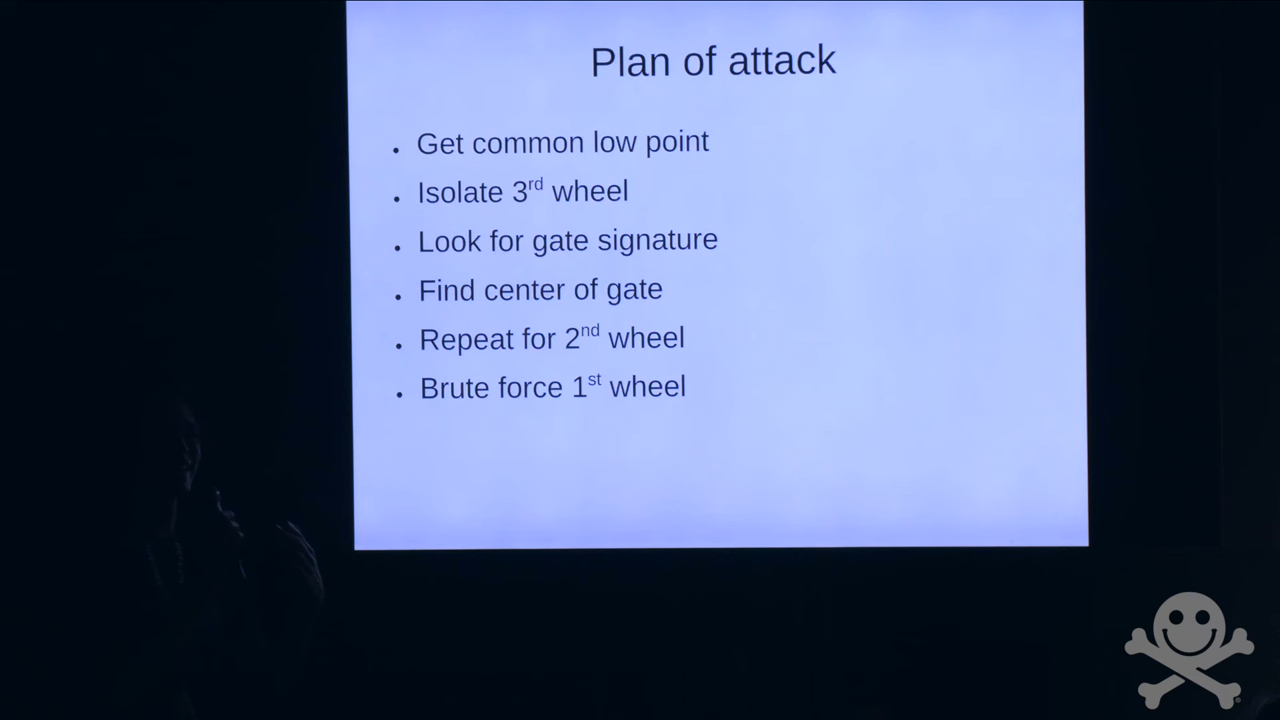 Plan of attack
• Get common low point
• Isolate 3rd wheel
• Look for gate signature
• Find center of gate
• Repeat for 2nd wheel
• Brute force 1st wheel